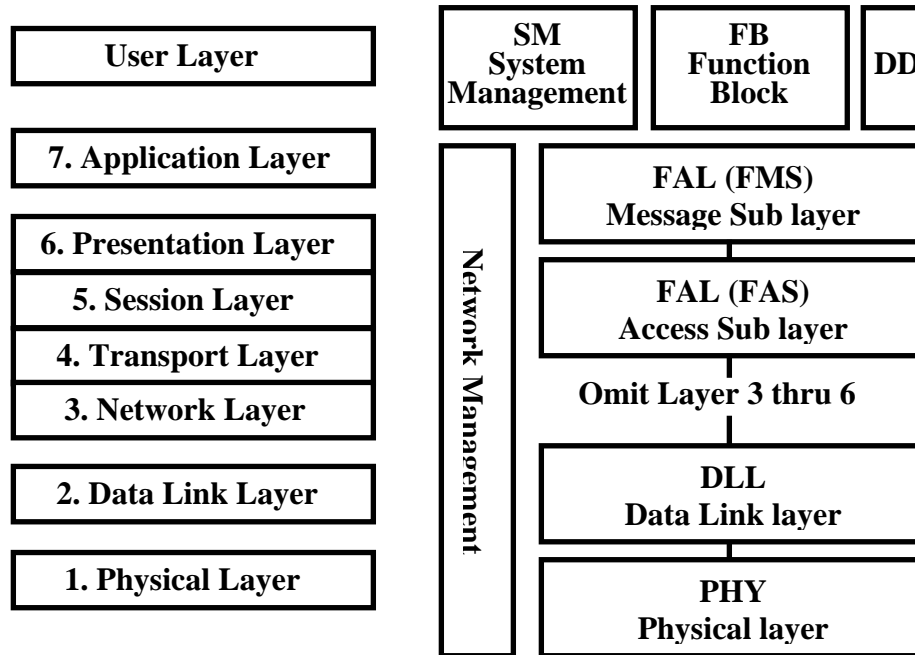 User Layer
7. Application Layer
6. Presentation Layer
5. Session Layer
4. Transport Layer
3. Network Layer
2. Data Link Layer
1. Physical Layer
SM
System
Management
FB
Function
Block
DD
Network Management
FAL (FMS)
Message Sub layer
FAL (FAS)
Access Sub layer
Omit Layer 3 thru 6
DLL
Data Link layer
PHY
Physical layer